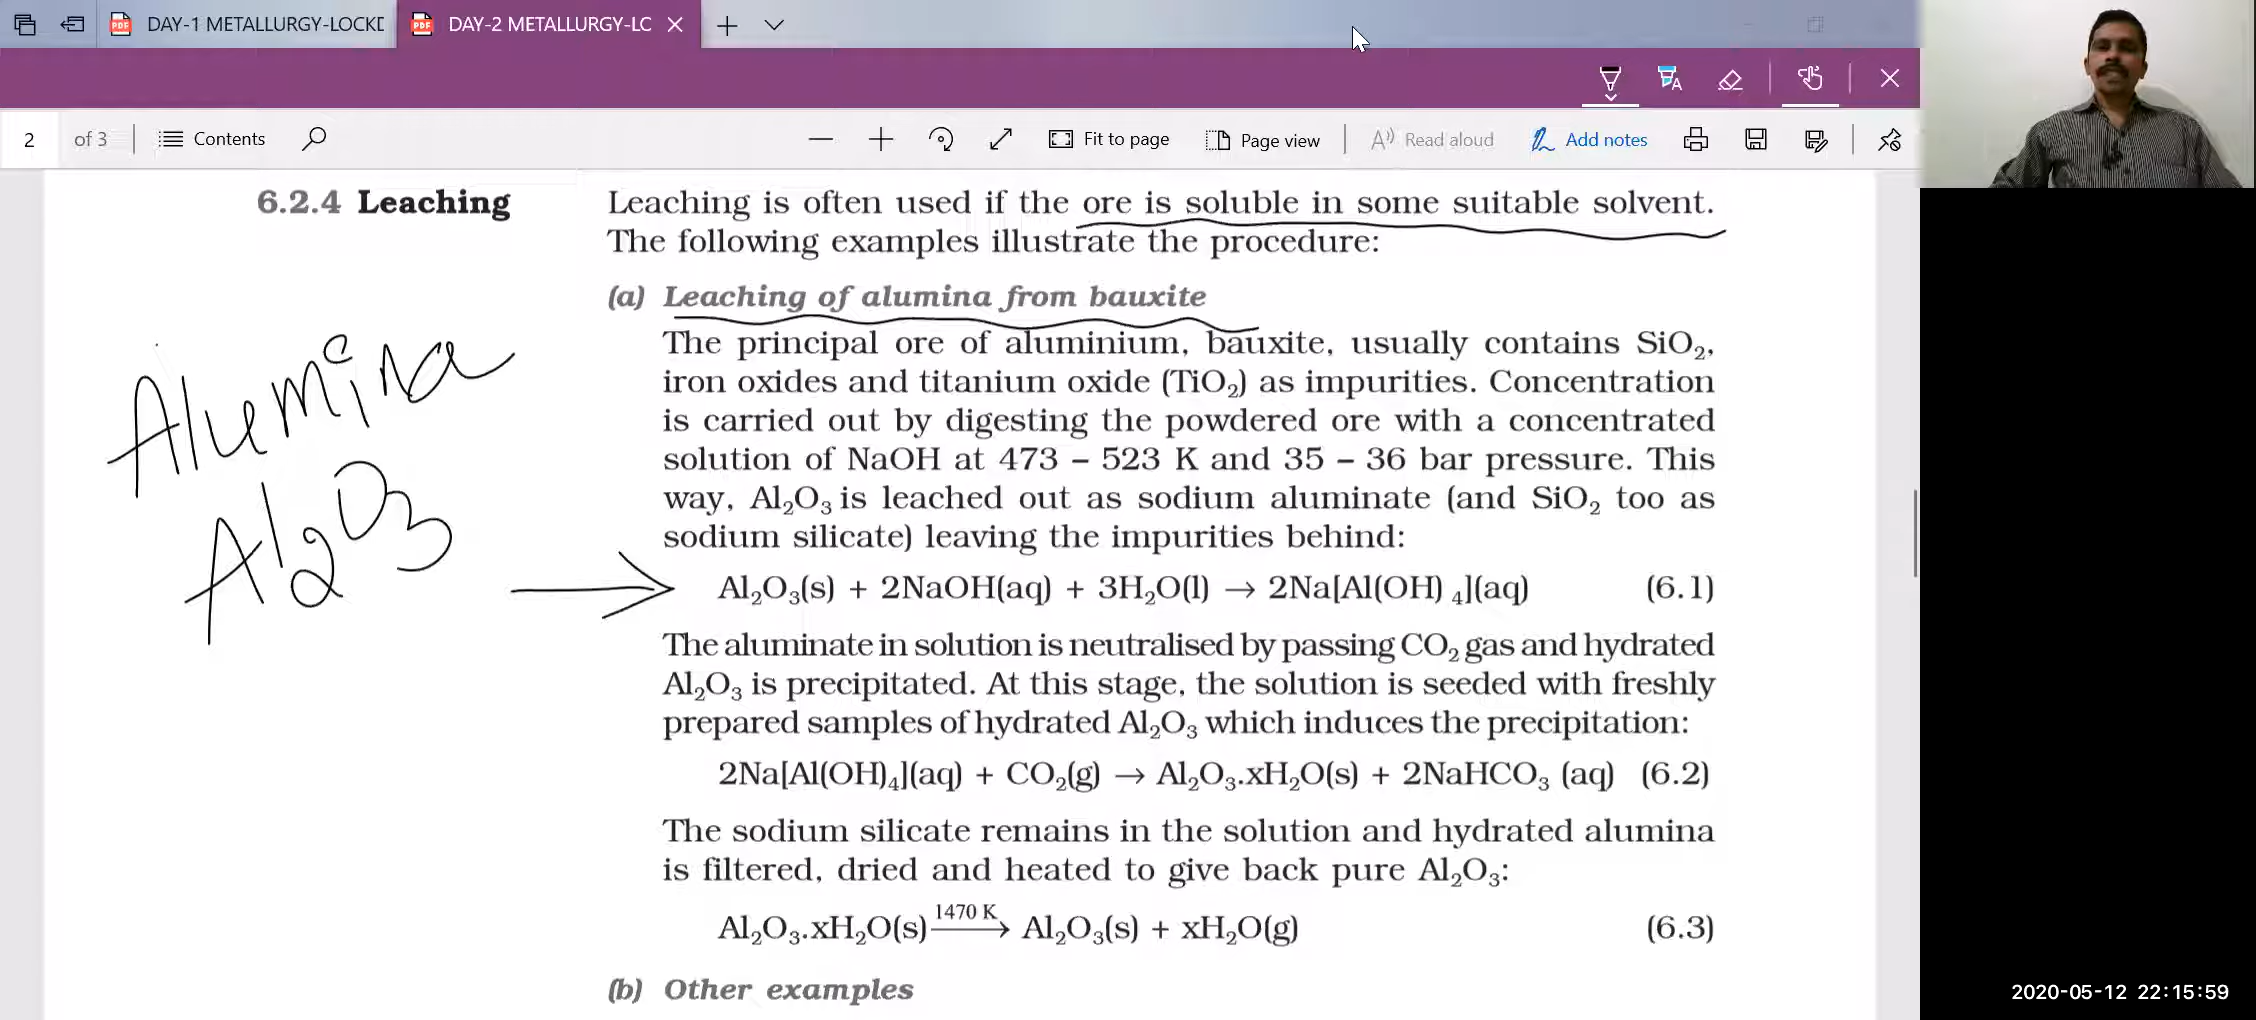 DAY-1 METALLURGY-LOCKD
DAY-2 METALLURGY-LC
2 of 3 Contents Fit to page Page view Read aloud Add notes
6.2.4 Leaching
Leaching is often used if the ore is soluble in some suitable solvent.
The following examples illustrate the procedure:
(a) Leaching of alumina from bauxite
The principal ore of aluminium, bauxite, usually contains SiO₂,
iron oxides and titanium oxide (TiO₂) as impurities. Concentration
is carried out by digesting the powdered ore with a concentrated
solution of NaOH at 473 – 523 K and 35 – 36 bar pressure. This
way, Al₂O₃ is leached out as sodium aluminate (and SiO₂ too as
sodium silicate) leaving the impurities behind:
Alumina
Al₂O₃
Al₂O₃(s) + 2NaOH(aq) + 3H₂O(l) → 2Na[Al(OH) ₄](aq) (6.1)
The aluminate in solution is neutralised by passing CO₂ gas and hydrated
Al₂O₃ is precipitated. At this stage, the solution is seeded with freshly
prepared samples of hydrated Al₂O₃ which induces the precipitation:
2Na[Al(OH)₄](aq) + CO₂(g) → Al₂O₃.xH₂O(s) + 2NaHCO₃ (aq) (6.2)
The sodium silicate remains in the solution and hydrated alumina
is filtered, dried and heated to give back pure Al₂O₃:
1470 K
Al₂O₃.xH₂O(s) ⟶ Al₂O₃(s) + xH₂O(g) (6.3)
(b) Other examples
2020-05-12 22:15:59